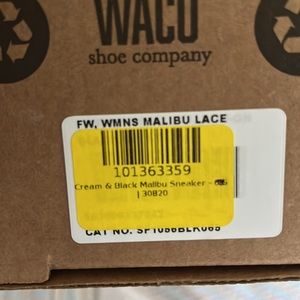 WACO
shoe company
FW, WMNS MALIBU LACE
101363359
Cream & Black Malibu Sneaker -
| 30820
CAT NO: SP1056BLK065